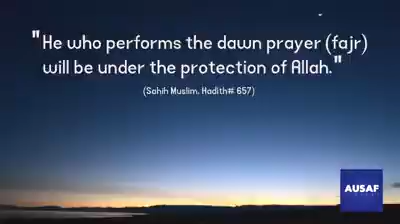 "He who performs the dawn prayer (fajr)
will be under the protection of Allah."
(Sahih Muslim, Hadith# 657)
AUSAF